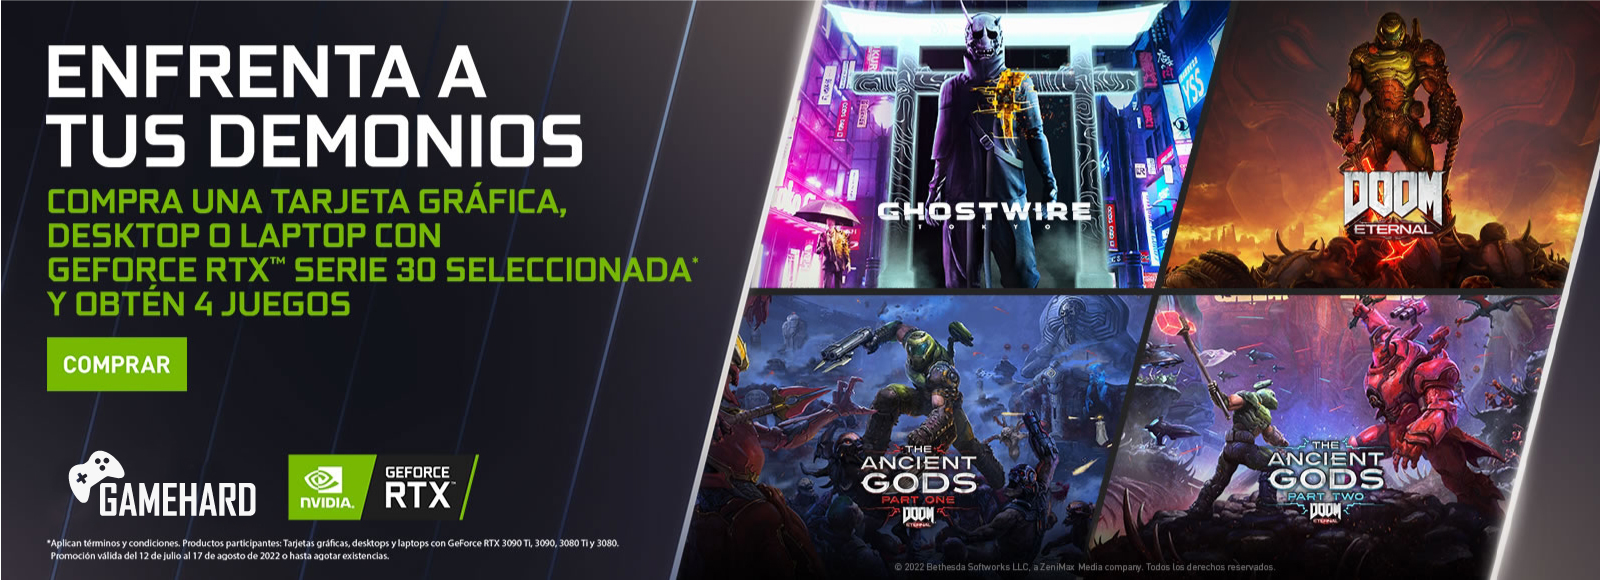 ENFRENTA A
TUS DEMONIOS
COMPRA UNA TARJETA GRÁFICA,
DESKTOP O LAPTOP CON
GEFORCE RTX™ SERIE 30 SELECCIONADA*
Y OBTÉN 4 JUEGOS
COMPRAR
GAMEHARD
NVIDIA.
GEFORCE
RTX™
*Aplican términos y condiciones. Productos participantes: Tarjetas gráficas, desktops y laptops con GeForce RTX 3090 Ti, 3090, 3080 Ti y 3080.
Promoción válida del 12 de julio al 17 de agosto de 2022 o hasta agotar existencias.
GHOSTWIRE
TOKYO
DOOM
ETERNAL
THE
ANCIENT
GODS
PART ONE
DOOM
ETERNAL
THE
ANCIENT
GODS
PART TWO
DOOM
ETERNAL
© 2022 Bethesda Softworks LLC, a ZeniMax Media company. Todos los derechos reservados.